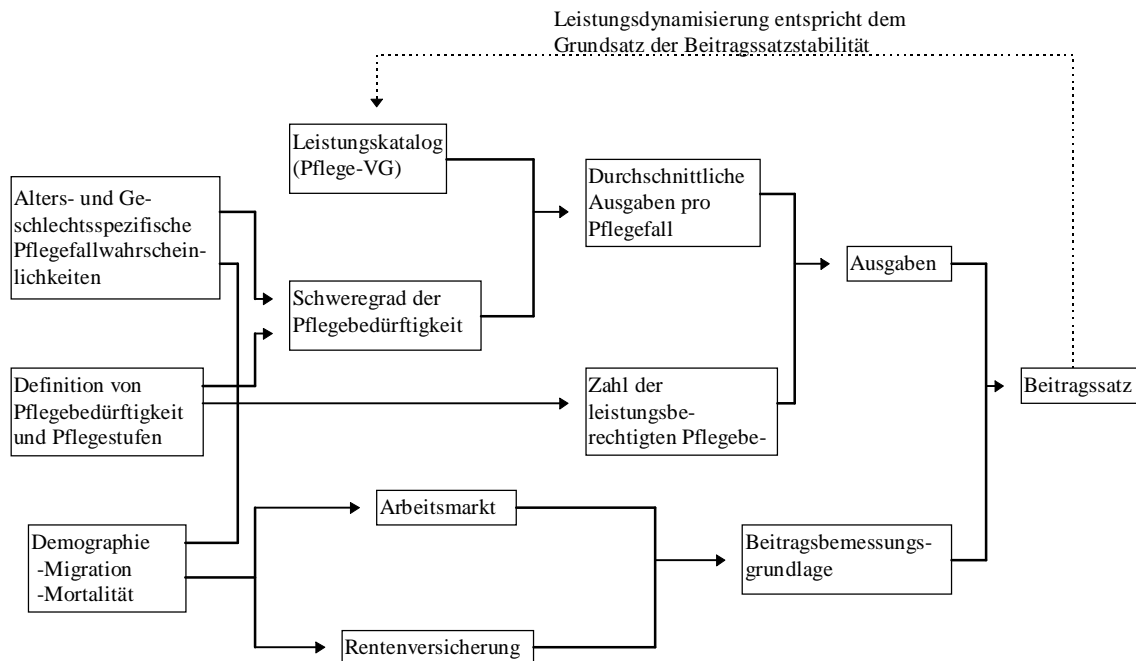 Leistungsdynamisierung entspricht dem
Grundsatz der Beitragssatzstabilität
Leistungskatalog
(Pflege-VG)
Durchschnittliche
Ausgaben pro
Pflegefall
Alters- und Ge-
schlechtsspezifische
Pflegefallwahrschein-
lichkeiten
Ausgaben
Schweregrad der
Pflegebedürftigkeit
Definition von
Pflegebedürftigkeit
und Pflegestufen
Zahl der
leistungsbe-
rechtigten Pflegebe-
Beitragssatz
Arbeitsmarkt
Demographie
-Migration
-Mortalität
Beitragsbemessungs-
grundlage
Rentenversicherung